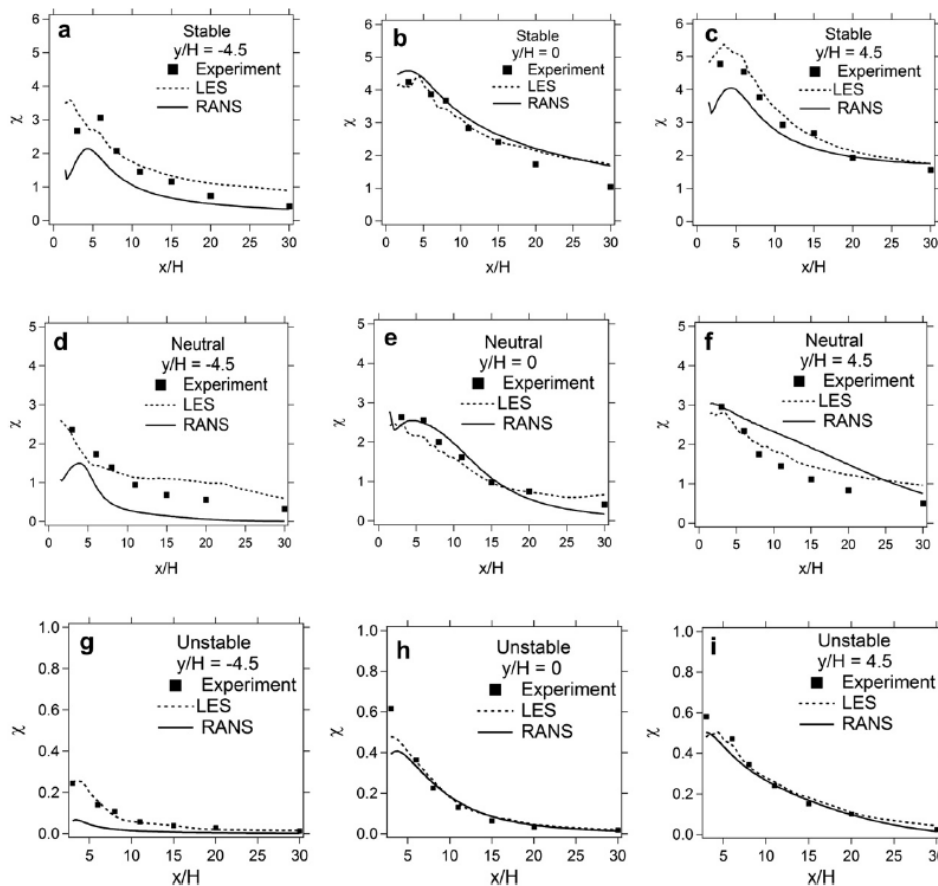 a
Stable
y/H = -4.5
Experiment
LES
RANS
6
5
4
3
2
1
0
χ
0 5 10 15 20 25 30
x/H
b
Stable
y/H = 0
Experiment
LES
RANS
6
5
4
3
2
1
0
χ
0 5 10 15 20 25 30
x/H
c
Stable
y/H = 4.5
Experiment
LES
RANS
6
5
4
3
2
1
0
χ
0 5 10 15 20 25 30
x/H
d
Neutral
y/H = -4.5
Experiment
LES
RANS
5
4
3
2
1
0
χ
0 5 10 15 20 25 30
x/H
e
Neutral
y/H = 0
Experiment
LES
RANS
5
4
3
2
1
0
χ
0 5 10 15 20 25 30
x/H
f
Neutral
y/H = 4.5
Experiment
LES
RANS
5
4
3
2
1
0
χ
0 5 10 15 20 25 30
x/H
g
Unstable
y/H = -4.5
Experiment
LES
RANS
1.0
0.8
0.6
0.4
0.2
0.0
χ
5 10 15 20 25 30
x/H
h
Unstable
y/H = 0
Experiment
LES
RANS
1.0
0.8
0.6
0.4
0.2
0.0
χ
5 10 15 20 25 30
x/H
i
Unstable
y/H = 4.5
Experiment
LES
RANS
1.0
0.8
0.6
0.4
0.2
0.0
χ
5 10 15 20 25 30
x/H